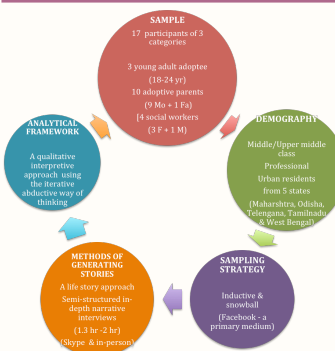 SAMPLE
17 participants of 3
categories
3 young adult adoptee
(18-24 yr)
10 adoptive parents
(9 Mo + 1 Fa)
(4 social workers
(3 F + 1 M)
DEMOGRAPHY
Middle/Upper middle
class
Professional
Urban residents
from 5 states
(Maharshtra, Odisha,
Telengana, Tamilnadu
& West Bengal)
SAMPLING
STRATEGY
Inductive &
snowball
(Facebook - a
primary medium)
METHODS OF
GENERATING
STORIES
A life story approach
Semi-structured in-
depth narrative
interviews
(1.3 hr -2 hr)
(Skype & in-person)
ANALYTICAL
FRAMEWORK
A qualitative
interpretive
approach using
the iterative
abductive way of
thinking